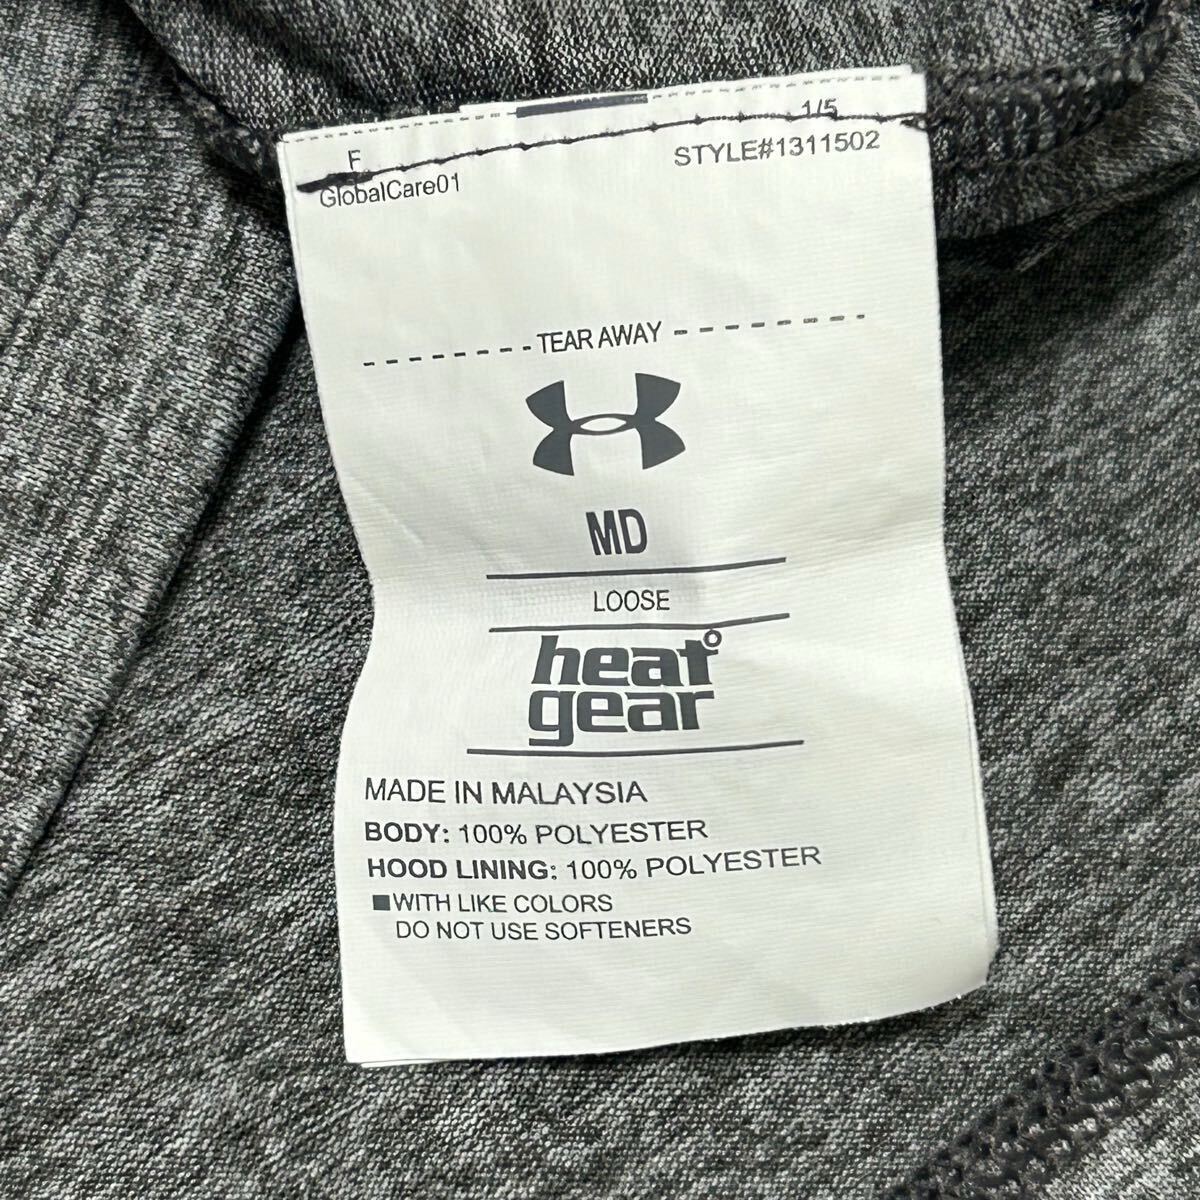 1/5
F
STYLE#1311502
GlobalCare01
TEAR AWAY
MD
LOOSE
heat
gear
MADE IN MALAYSIA
BODY: 100% POLYESTER
HOOD LINING: 100% POLYESTER
■WITH LIKE COLORS
DO NOT USE SOFTENERS